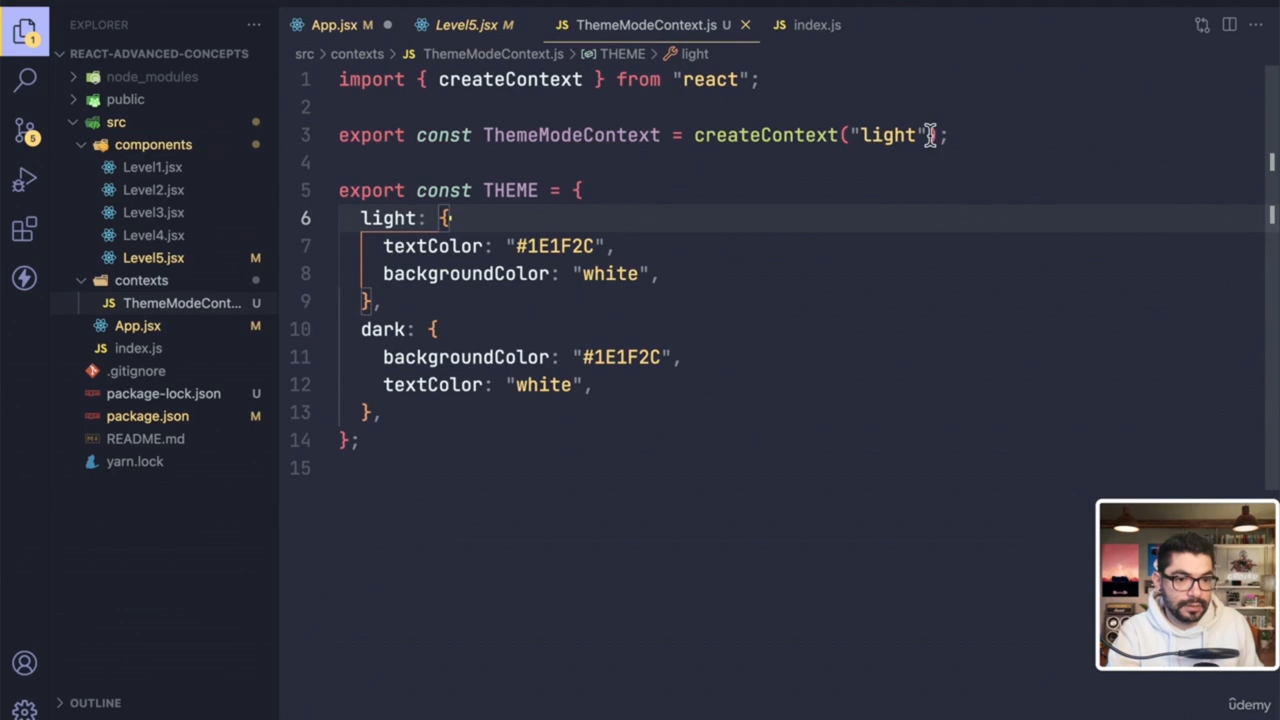 EXPLORER
REACT-ADVANCED-CONCEPTS
node_modules
public
src
components
Level1.jsx
Level2.jsx
Level3.jsx
Level4.jsx
Level5.jsx M
contexts
ThemeModeCont... U
App.jsx M
index.js
.gitignore
package-lock.json U
package.json M
README.md
yarn.lock
OUTLINE
1
5
App.jsx M
Level5.jsx M
JS ThemeModeContext.js U
JS index.js
src > contexts > JS ThemeModeContext.js > THEME > light
1 import { createContext } from "react";
2
3 export const ThemeModeContext = createContext("light");
4
5 export const THEME = {
6 light: {
7 textColor: "#1E1F2C",
8 backgroundColor: "white",
9 },
10 dark: {
11 backgroundColor: "#1E1F2C",
12 textColor: "white",
13 },
14 };
15
ûdemy